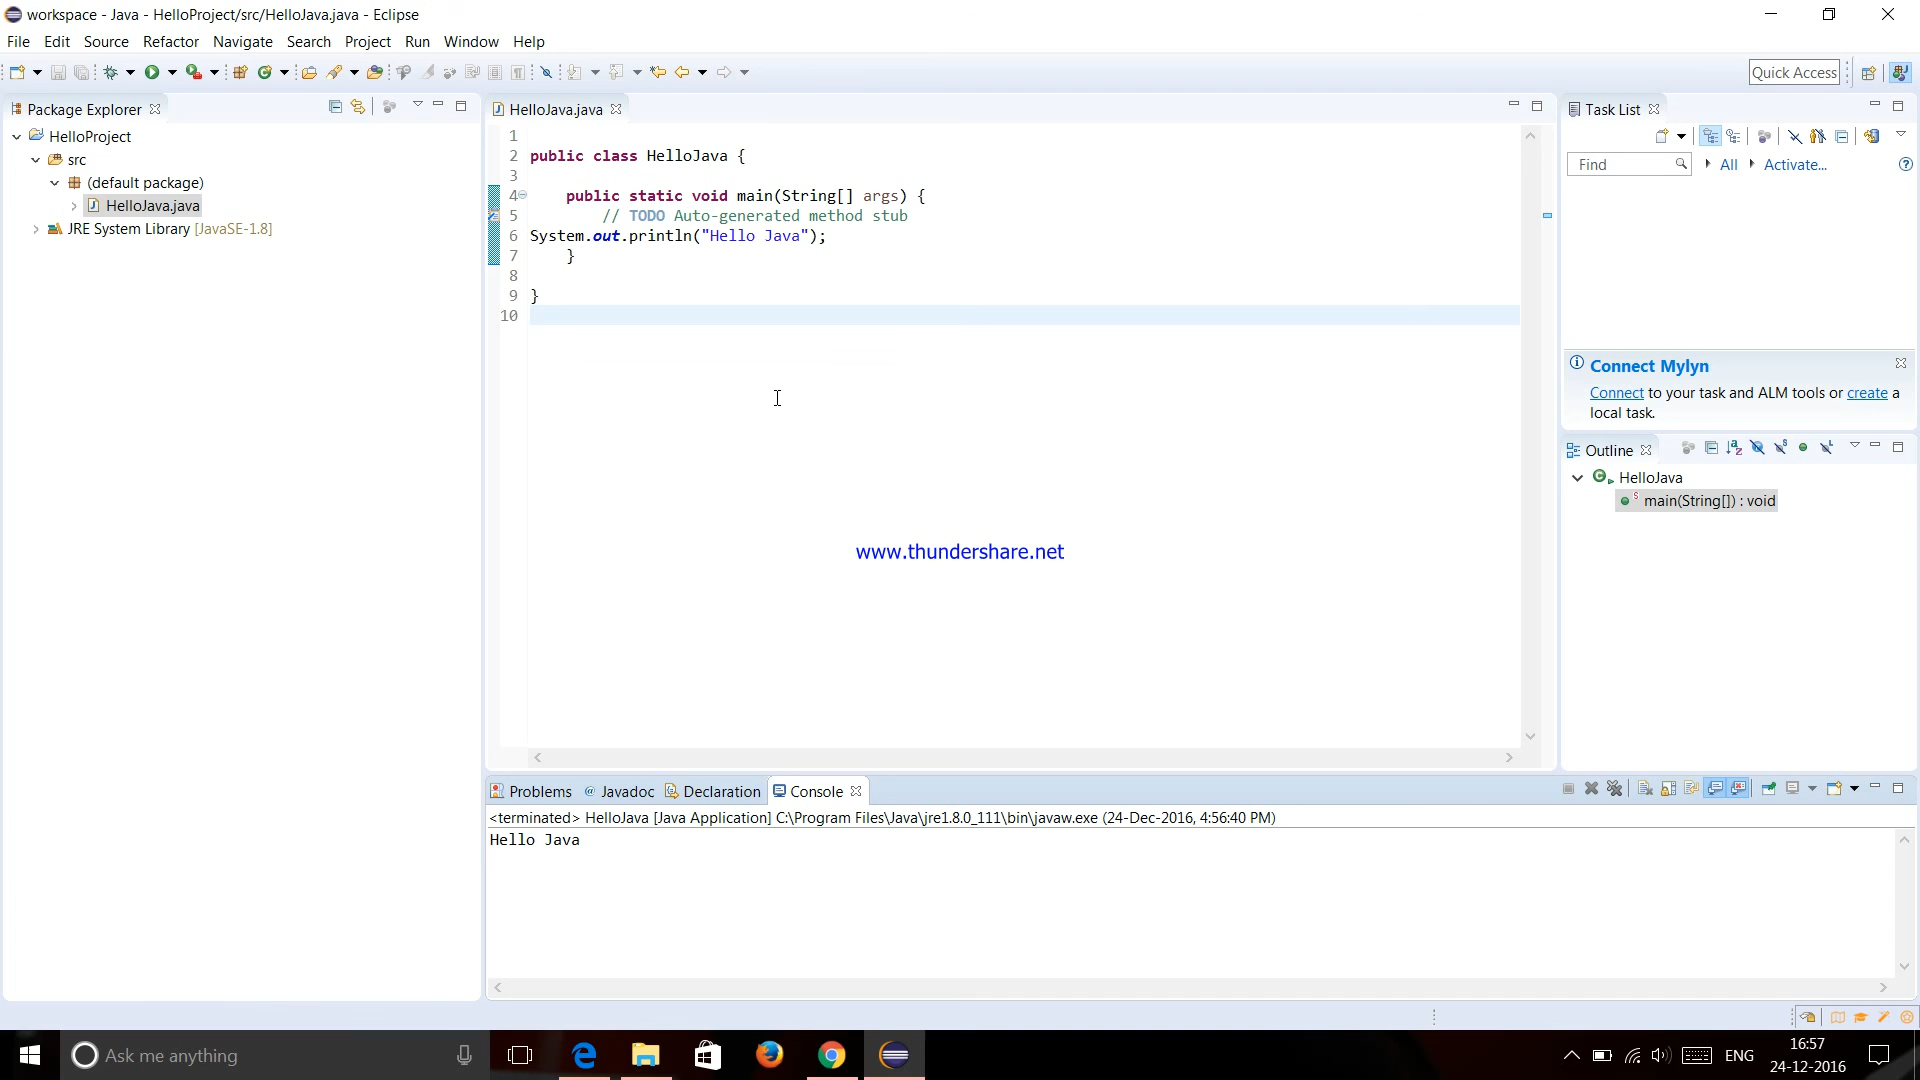 workspace - Java - HelloProject/src/HelloJava.java - Eclipse
File Edit Source Refactor Navigate Search Project Run Window Help
Quick Access
Package Explorer
HelloProject
src
(default package)
HelloJava.java
JRE System Library [JavaSE-1.8]
HelloJava.java
1
2 public class HelloJava {
3
4 public static void main(String[] args) {
5 // TODO Auto-generated method stub
6 System.out.println("Hello Java");
7 }
8
9 }
10
www.thundershare.net
Task List
Find All Activate...
Connect Mylyn
Connect to your task and ALM tools or create a
local task.
Outline
HelloJava
main(String[]) : void
Problems @ Javadoc Declaration Console
<terminated> HelloJava [Java Application] C:\Program Files\Java\jre1.8.0_111\bin\javaw.exe (24-Dec-2016, 4:56:40 PM)
Hello Java
Ask me anything
ENG
16:57
24-12-2016